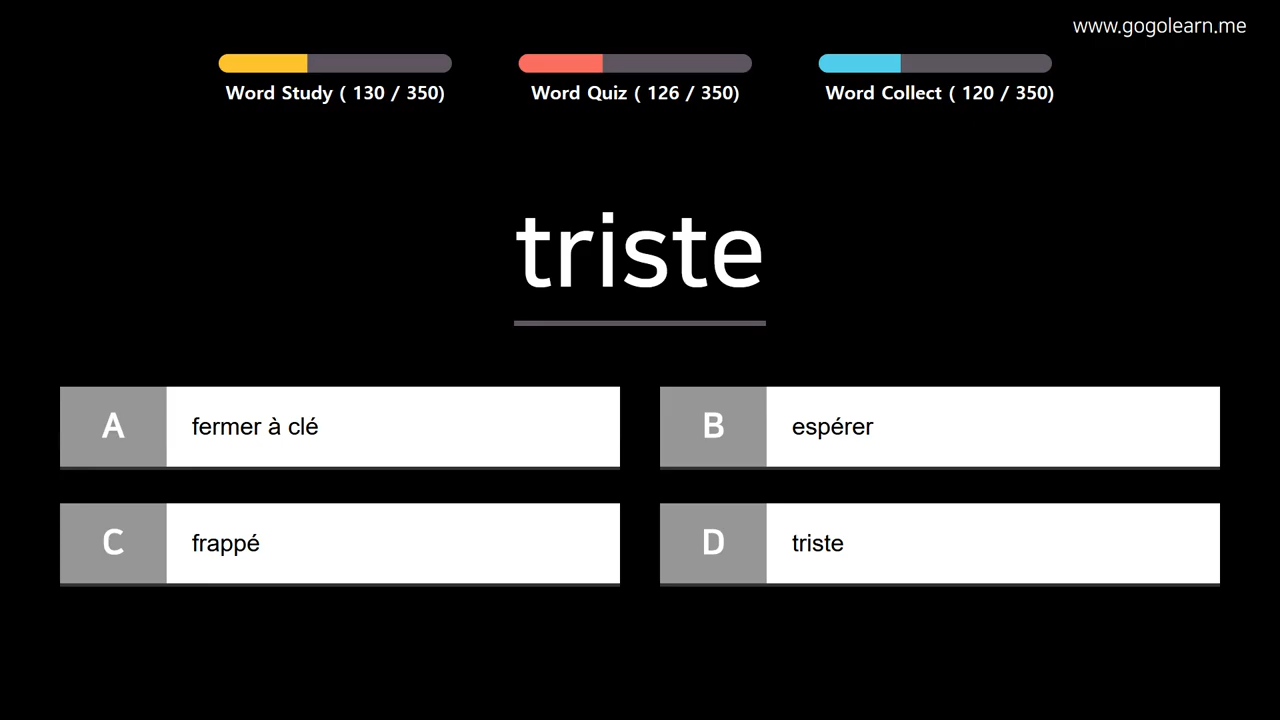 www.gogolearn.me
Word Study ( 130 / 350)
Word Quiz ( 126 / 350)
Word Collect ( 120 / 350)
triste
A
fermer à clé
B
espérer
C
frappé
D
triste